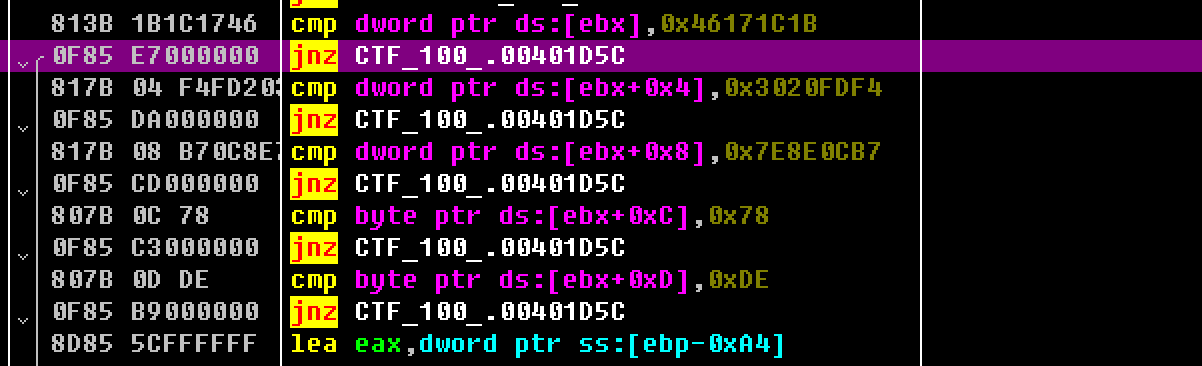 813B 1B1C1746 cmp dword ptr ds:[ebx],0x46171C1B
0F85 E7000000 jnz CTF_100_.00401D5C
817B 04 F4FD203 cmp dword ptr ds:[ebx+0x4],0x3020FDF4
0F85 DA000000 jnz CTF_100_.00401D5C
817B 08 B70C8E7 cmp dword ptr ds:[ebx+0x8],0x7E8E0CB7
0F85 CD000000 jnz CTF_100_.00401D5C
807B 0C 78 cmp byte ptr ds:[ebx+0xC],0x78
0F85 C3000000 jnz CTF_100_.00401D5C
807B 0D DE cmp byte ptr ds:[ebx+0xD],0xDE
0F85 B9000000 jnz CTF_100_.00401D5C
8D85 5CFFFFFF lea eax,dword ptr ss:[ebp-0xA4]